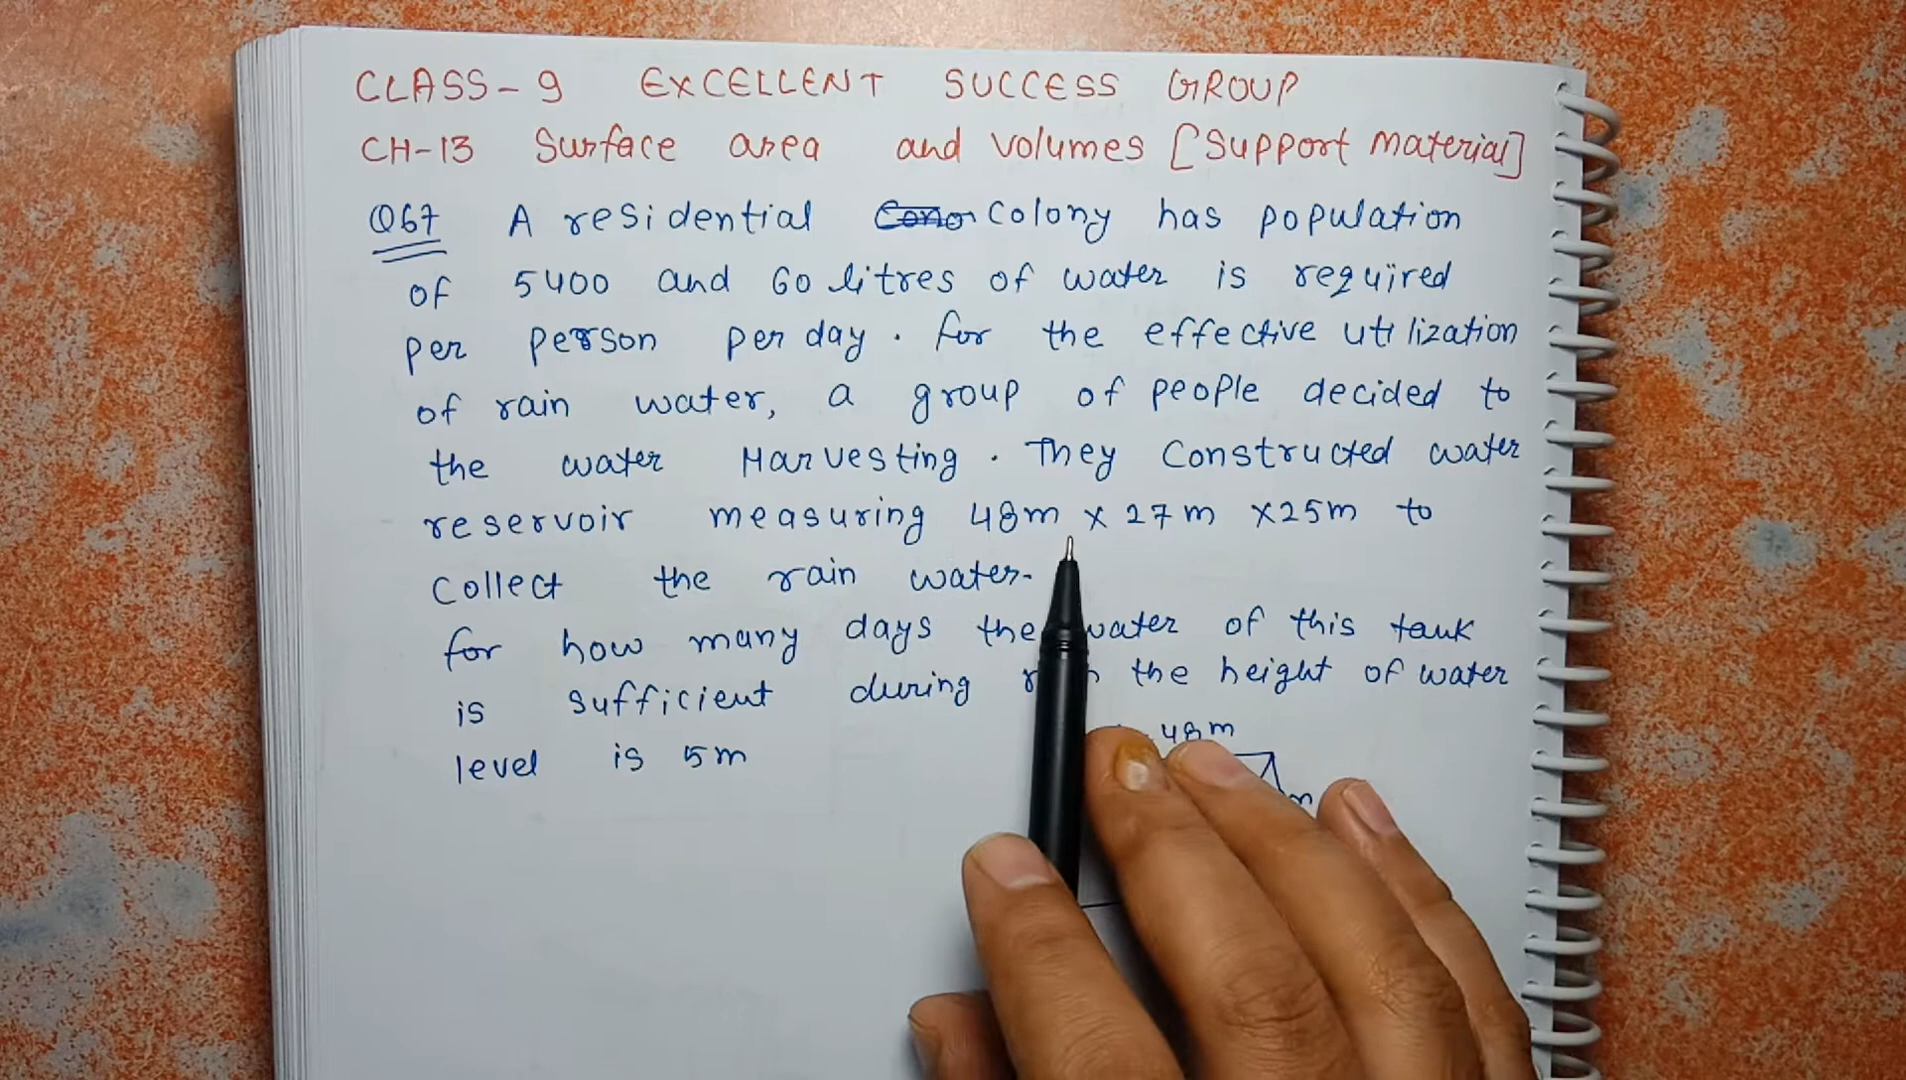 CLASS-9 EXCELLENT SUCCESS GROUP
CH-13 Surface area and volumes [Support Material]
Q67 A residential Colony has population
of 5400 and 60 litres of water is required
per person per day. for the effective utilization
of rain water, a group of people decided to
the water Harvesting. They Constructed water
reservoir measuring 48m x 27m x25m to
Collect the rain water.
for how many days the water of this tank
is sufficient during the height of water
level is 5m
48m
m